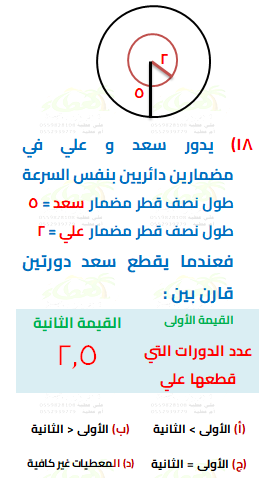 ٢
٥
١٨) يدور سعد و علي في
مضمارين دائريين بنفس السرعة
طول نصف قطر مضمار سعد = ٥
طول نصف قطر مضمار علي = ٢
فعندما يقطع سعد دورتين
قارن بين :
القيمة الأولى
القيمة الثانية
عدد الدورات التي
قطعها علي
٢,٥
(أ) الأولى > الثانية
(ب) الأولى < الثانية
(ج) الأولى = الثانية
(د) المعطيات غير كافية